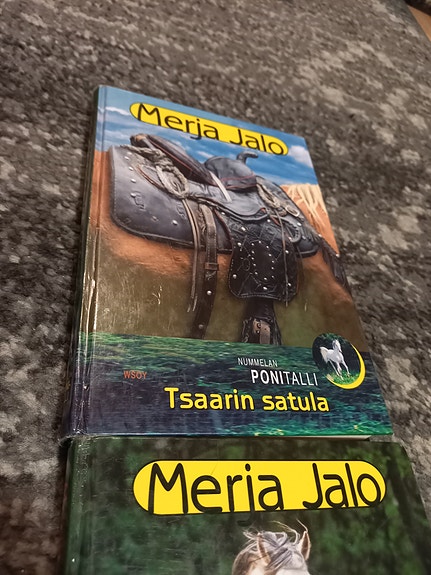 Merja Jalo
NUMMELAN
PONITALLI
WSOY
Tsaarin satula
Merja Jalo